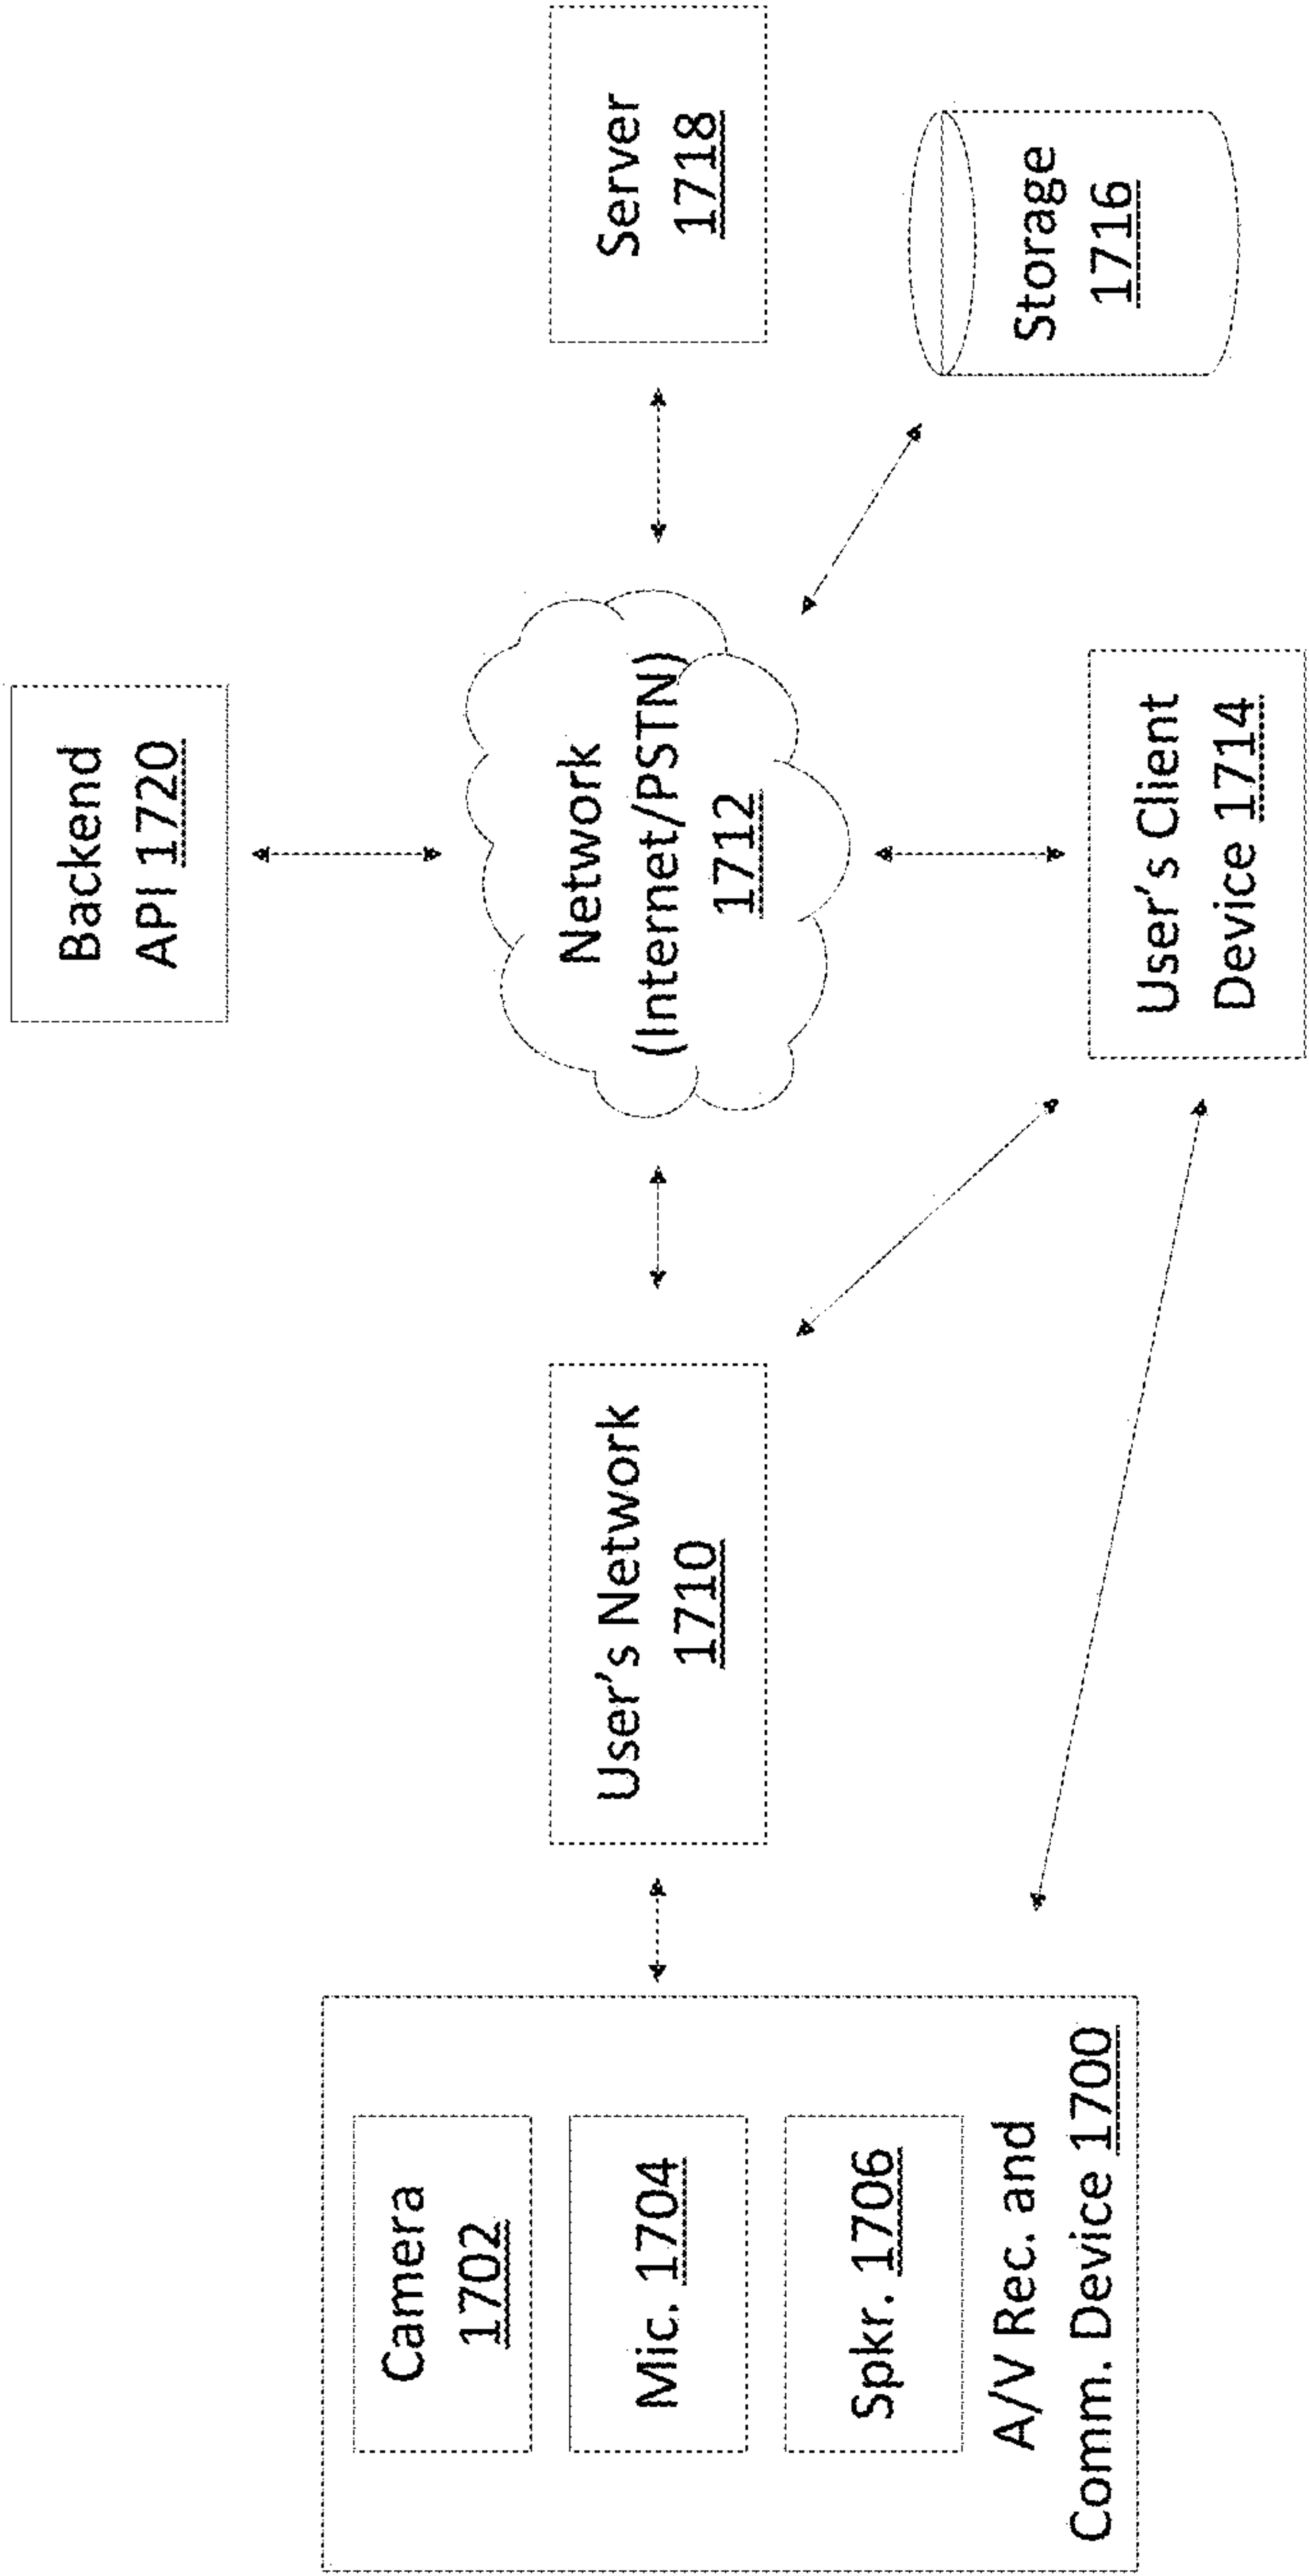 Backend
API 1720
Camera
1702
Mic. 1704
Spkr. 1706
A/V Rec. and
Comm. Device 1700
User's Network
1710
Network
(Internet/PSTN)
1712
Server
1718
User's Client
Device 1714
Storage
1716